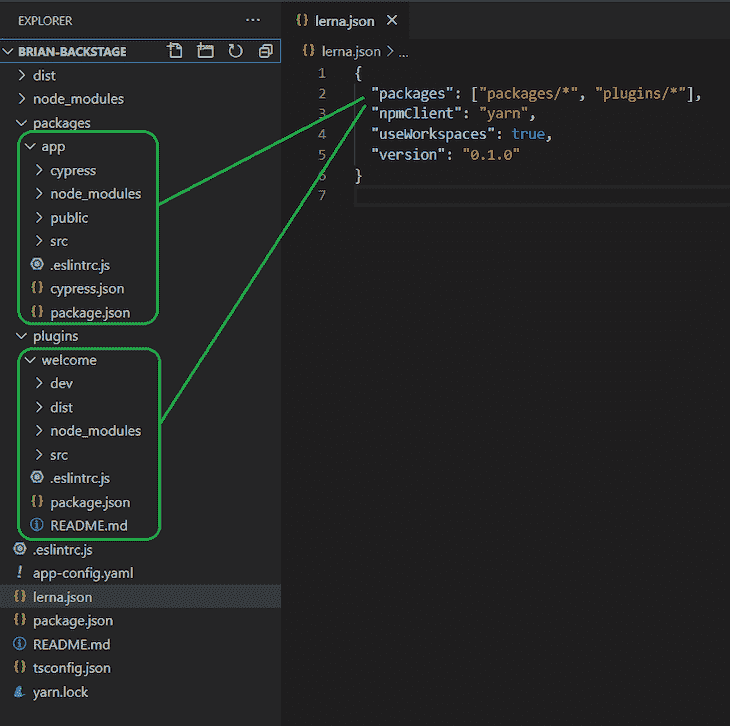 EXPLORER ...
BRIAN-BACKSTAGE
dist
node_modules
packages
app
cypress
node_modules
public
src
.eslintrc.js
cypress.json
package.json
plugins
welcome
dev
dist
node_modules
src
.eslintrc.js
package.json
README.md
.eslintrc.js
! app-config.yaml
lerna.json
package.json
README.md
tsconfig.json
yarn.lock
{} lerna.json ×
{} lerna.json > ...
1 {
2 "packages": ["packages/*", "plugins/*"],
3 "npmClient": "yarn",
4 "useWorkspaces": true,
5 "version": "0.1.0"
6 }
7